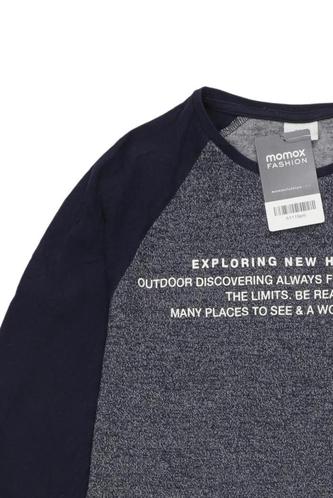 momox
FASHION
EXPLORING NEW H
OUTDOOR DISCOVERING ALWAYS F
THE LIMITS. BE REA
MANY PLACES TO SEE & A WO